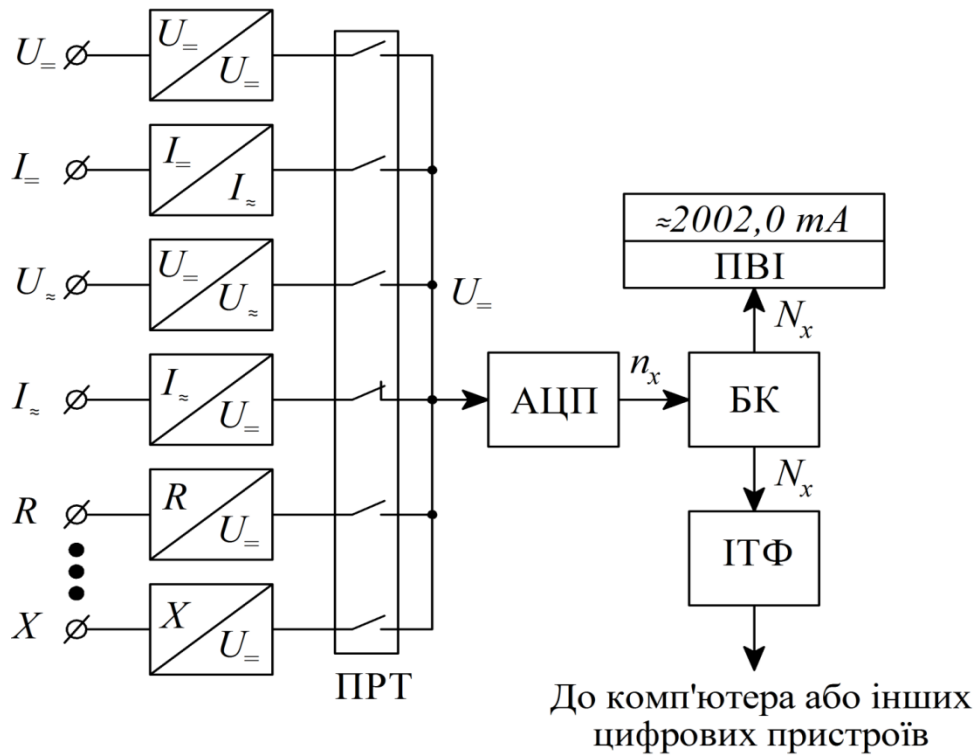 U= U= U=
I= I= I≈
U≈ U= U≈
I≈ I≈ U=
R R U=
X X U=
ПРТ
U=
АЦП
nx
БК
Nx
≈2002,0 mA
ПВІ
Nx
ІТФ
До комп'ютера або інших
цифрових пристроїв